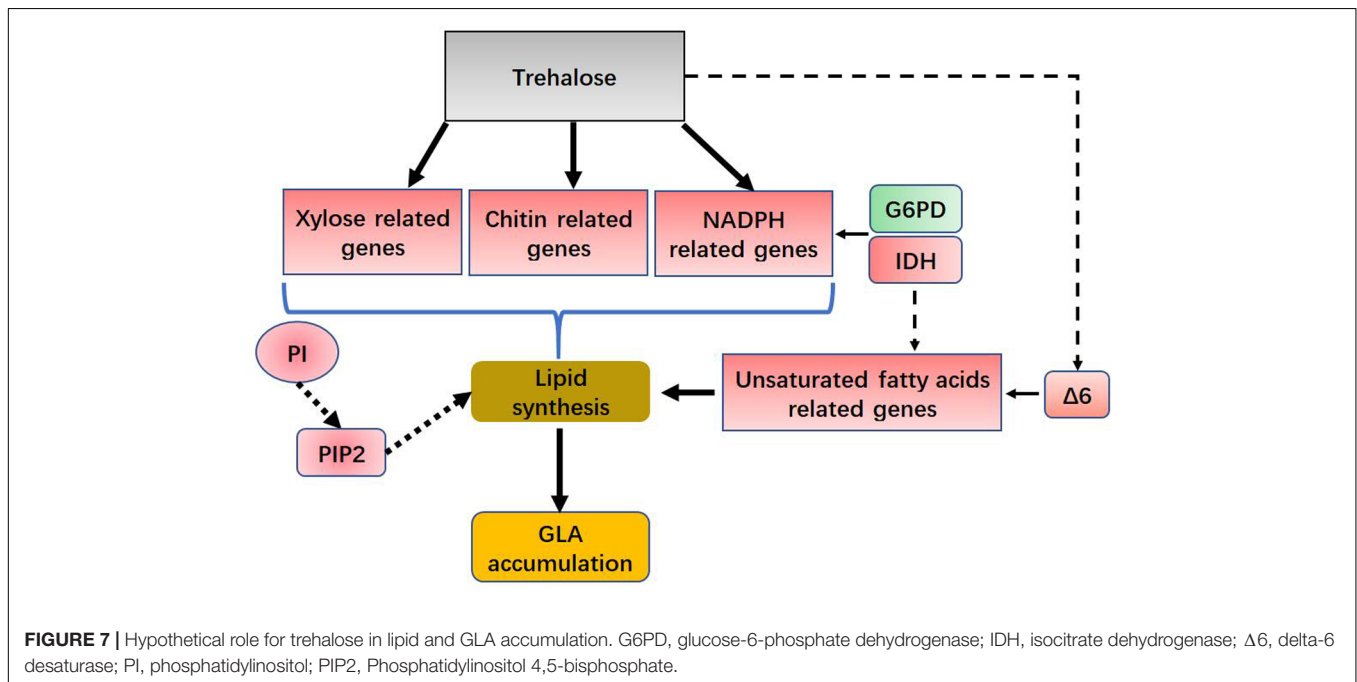 Trehalose
Xylose related
genes
Chitin related
genes
NADPH
related genes
G6PD
IDH
PI
PIP2
Lipid
synthesis
Unsaturated fatty acids
related genes
Δ6
GLA
accumulation
FIGURE 7 | Hypothetical role for trehalose in lipid and GLA accumulation. G6PD, glucose-6-phosphate dehydrogenase; IDH, isocitrate dehydrogenase; Δ6, delta-6
desaturase; PI, phosphatidylinositol; PIP2, Phosphatidylinositol 4,5-bisphosphate.